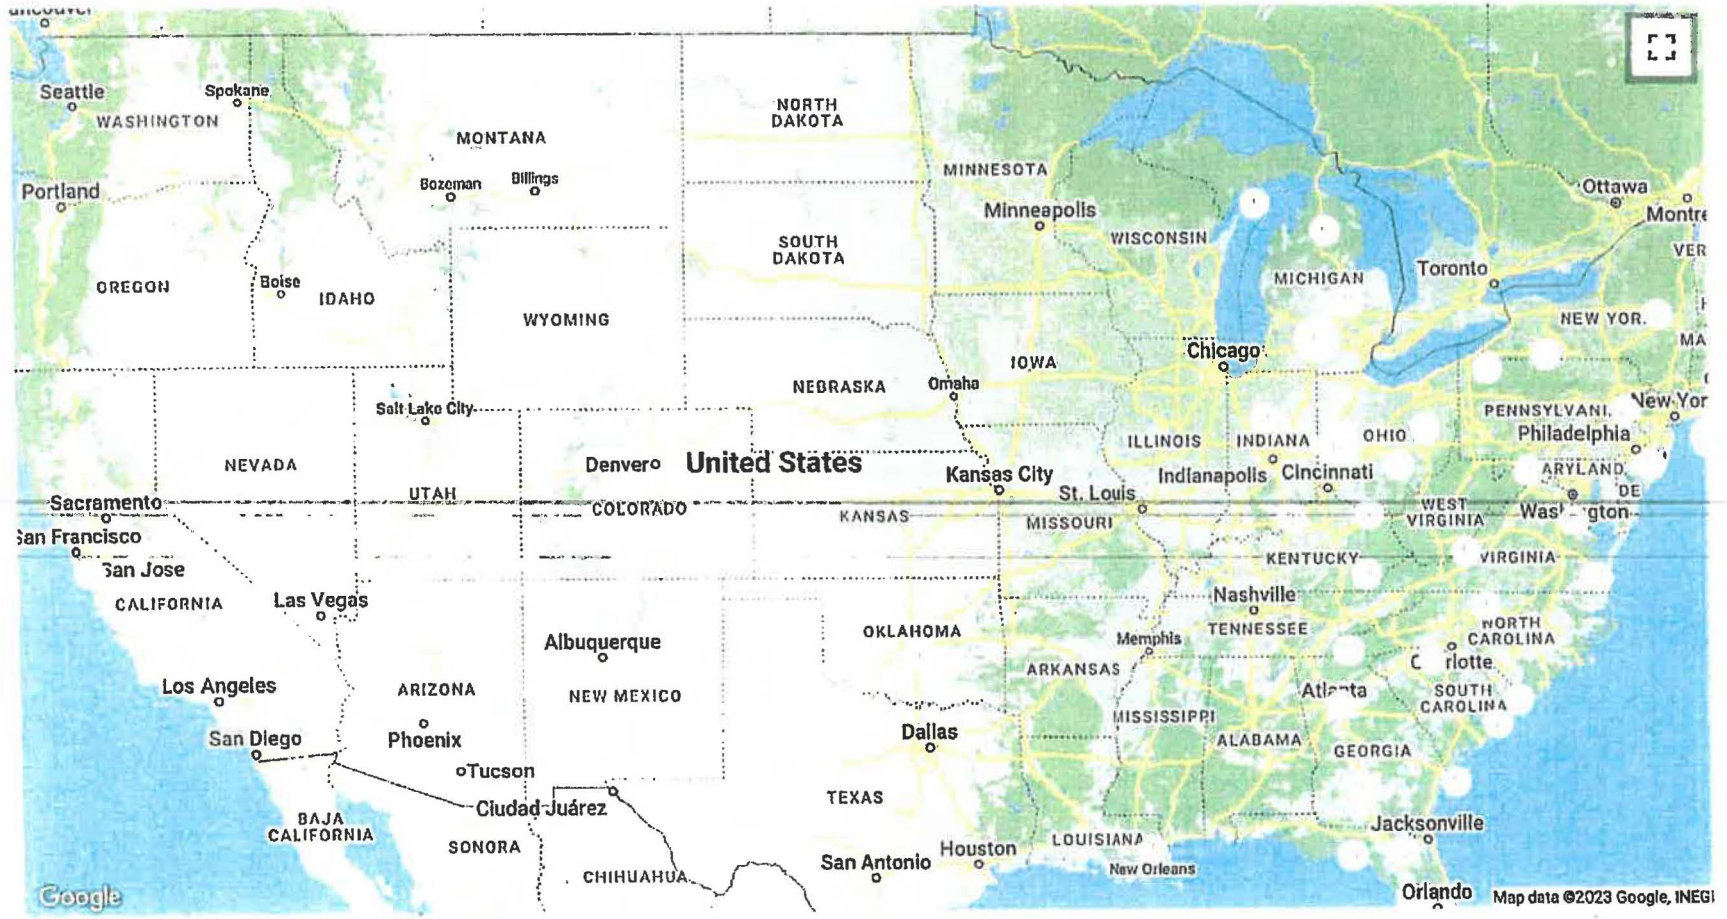 Seattle
Spokane
WASHINGTON
NORTH
DAKOTA
MONTANA
MINNESOTA
Bozeman
Billings
Portland
Ottawa
Minneapolis
WISCONSIN
SOUTH
DAKOTA
Toronto
MICHIGAN
OREGON
Boise
IDAHO
WYOMING
NEW YOR.
Chicago
IOWA
NEBRASKA
Omaha
Salt Lake City
New Yor
PENNSYLVANI.
Philadelphia
ILLINOIS
INDIANA
OHIO
NEVADA
Denver
United States
Kansas City
Indianapolis
Cincinnati
ARYLAND
DE
UTAH
St. Louis
Sacramento
COLORADO
KANSAS
MISSOURI
WEST
VIRGINIA
Was
gton
San Francisco
San Jose
KENTUCKY
VIRGINIA
CALIFORNIA
Las Vegas
Nashville
TENNESSEE
Albuquerque
OKLAHOMA
Memphis
NORTH
CAROLINA
C
rlotte
ARKANSAS
Los Angeles
ARIZONA
NEW MEXICO
Atlanta
SOUTH
CAROLINA
MISSISSIPPI
San Diego
Phoenix
Dallas
ALABAMA
GEORGIA
Tucson
Ciudad Juárez
TEXAS
BAJA
CALIFORNIA
SONORA
Jacksonville
LOUISIANA
Houston
San Antonio
New Orleans
CHIHUAHUA
Google
Orlando
Map data ©2023 Google, INEGI